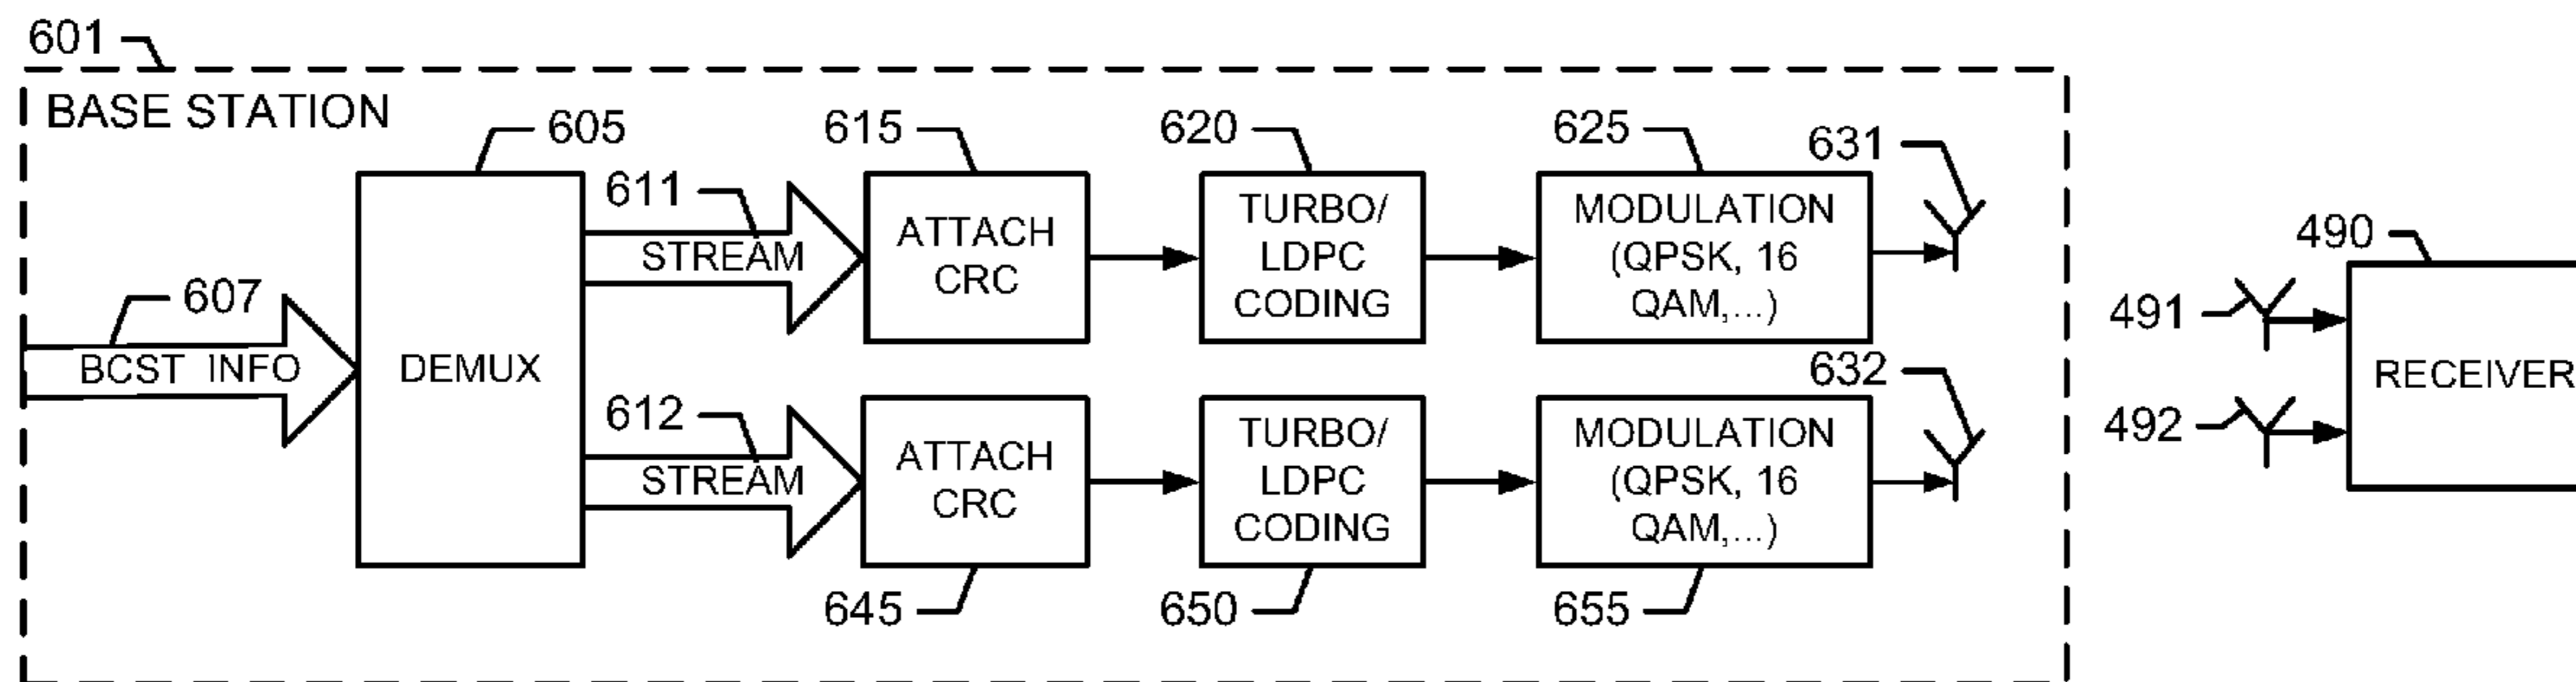 601
BASE STATION
605
615
620
625
631
611
STREAM
ATTACH
CRC
TURBO/
LDPC
CODING
MODULATION
(QPSK, 16
QAM,...)
607
BCST INFO
DEMUX
612
STREAM
ATTACH
CRC
TURBO/
LDPC
CODING
MODULATION
(QPSK, 16
QAM,...)
632
645
650
655
490
491
492
RECEIVER